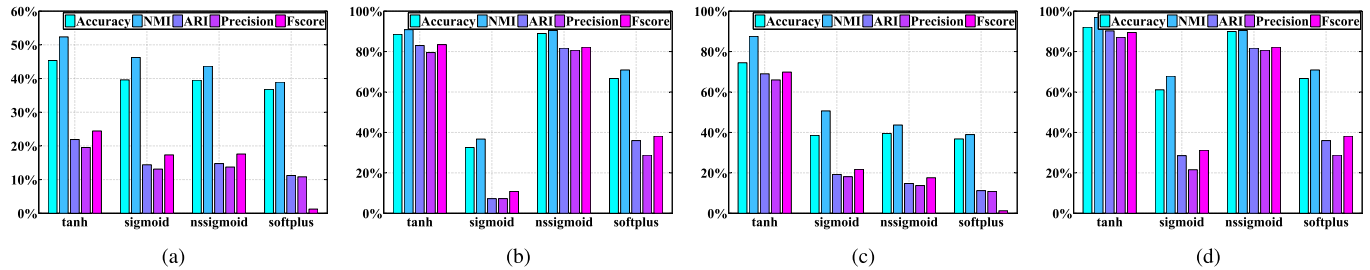 Accuracy NMI ARI Precision Fscore
60%
50%
40%
30%
20%
10%
0%
tanh sigmoid nssigmoid softplus
(a)
Accuracy NMI ARI Precision Fscore
100%
80%
60%
40%
20%
0%
tanh sigmoid nssigmoid softplus
(b)
Accuracy NMI ARI Precision Fscore
100%
80%
60%
40%
20%
0%
tanh sigmoid nssigmoid softplus
(c)
Accuracy NMI ARI Precision Fscore
100%
80%
60%
40%
20%
0%
tanh sigmoid nssigmoid softplus
(d)